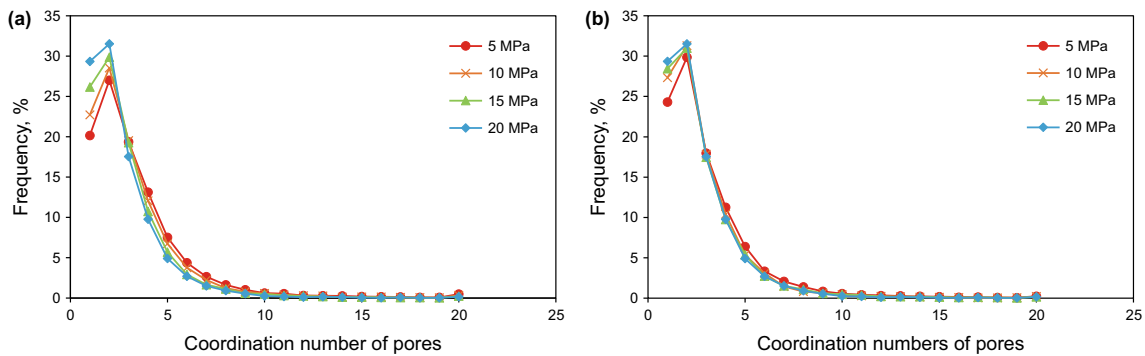 (a)
35
30
25
20
15
10
5
0
Frequency, %
0 5 10 15 20 25
Coordination number of pores
5 MPa
10 MPa
15 MPa
20 MPa
(b)
35
30
25
20
15
10
5
0
Frequency, %
0 5 10 15 20 25
Coordination numbers of pores
5 MPa
10 MPa
15 MPa
20 MPa